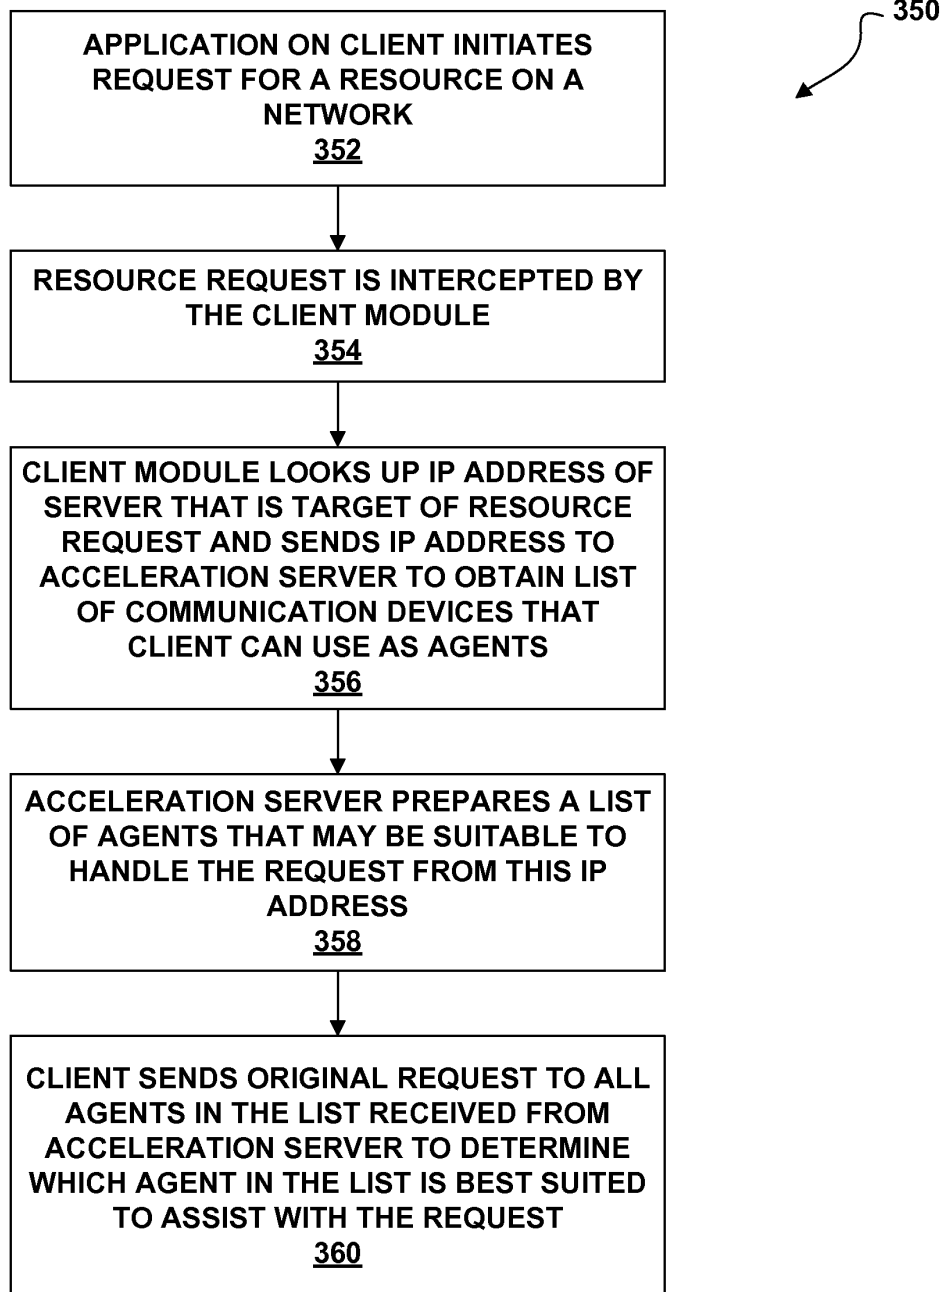 350
APPLICATION ON CLIENT INITIATES
REQUEST FOR A RESOURCE ON A
NETWORK
352
RESOURCE REQUEST IS INTERCEPTED BY
THE CLIENT MODULE
354
CLIENT MODULE LOOKS UP IP ADDRESS OF
SERVER THAT IS TARGET OF RESOURCE
REQUEST AND SENDS IP ADDRESS TO
ACCELERATION SERVER TO OBTAIN LIST
OF COMMUNICATION DEVICES THAT
CLIENT CAN USE AS AGENTS
356
ACCELERATION SERVER PREPARES A LIST
OF AGENTS THAT MAY BE SUITABLE TO
HANDLE THE REQUEST FROM THIS IP
ADDRESS
358
CLIENT SENDS ORIGINAL REQUEST TO ALL
AGENTS IN THE LIST RECEIVED FROM
ACCELERATION SERVER TO DETERMINE
WHICH AGENT IN THE LIST IS BEST SUITED
TO ASSIST WITH THE REQUEST
360